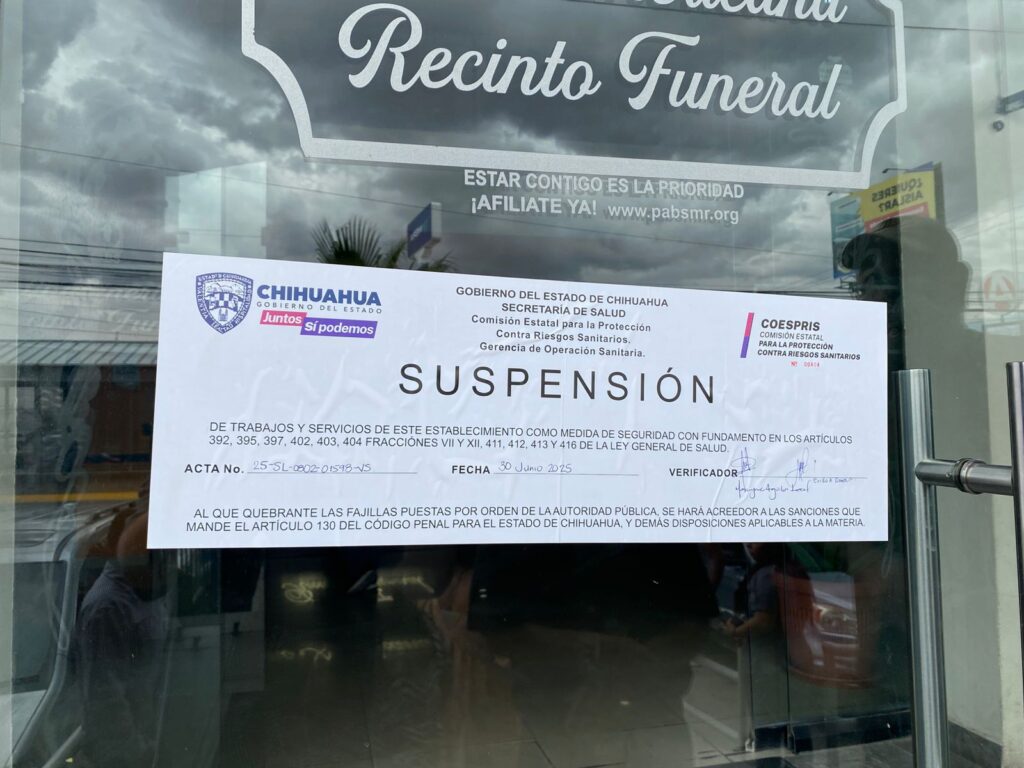 Recinto Funeral
ESTAR CONTIGO ES LA PRIORIDAD
¡AFILIATE YA! www.pabsmr.org
¿QUIERES
AISLAR?
CHIHUAHUA
GOBIERNO DEL ESTADO
Juntos Sí podemos
GOBIERNO DEL ESTADO DE CHIHUAHUA
SECRETARÍA DE SALUD
Comisión Estatal para la Protección
Contra Riesgos Sanitarios.
Gerencia de Operación Sanitaria.
COESPRIS
COMISIÓN ESTATAL
PARA LA PROTECCIÓN
CONTRA RIESGOS SANITARIOS
SUSPENSIÓN
DE TRABAJOS Y SERVICIOS DE ESTE ESTABLECIMIENTO COMO MEDIDA DE SEGURIDAD CON FUNDAMENTO EN LOS ARTÍCULOS
392, 395, 397, 402, 403, 404 FRACCIÓNES VII Y XII, 411, 412, 413 Y 416 DE LA LEY GENERAL DE SALUD.
ACTA No. 25-SL-0802-01598-VS FECHA 30 Junio 2025 VERIFICADOR
AL QUE QUEBRANTE LAS FAJILLAS PUESTAS POR ORDEN DE LA AUTORIDAD PÚBLICA, SE HARÁ ACREEDOR A LAS SANCIONES QUE
MANDE EL ARTÍCULO 130 DEL CÓDIGO PENAL PARA EL ESTADO DE CHIHUAHUA, Y DEMÁS DISPOSICIONES APLICABLES A LA MATERIA.